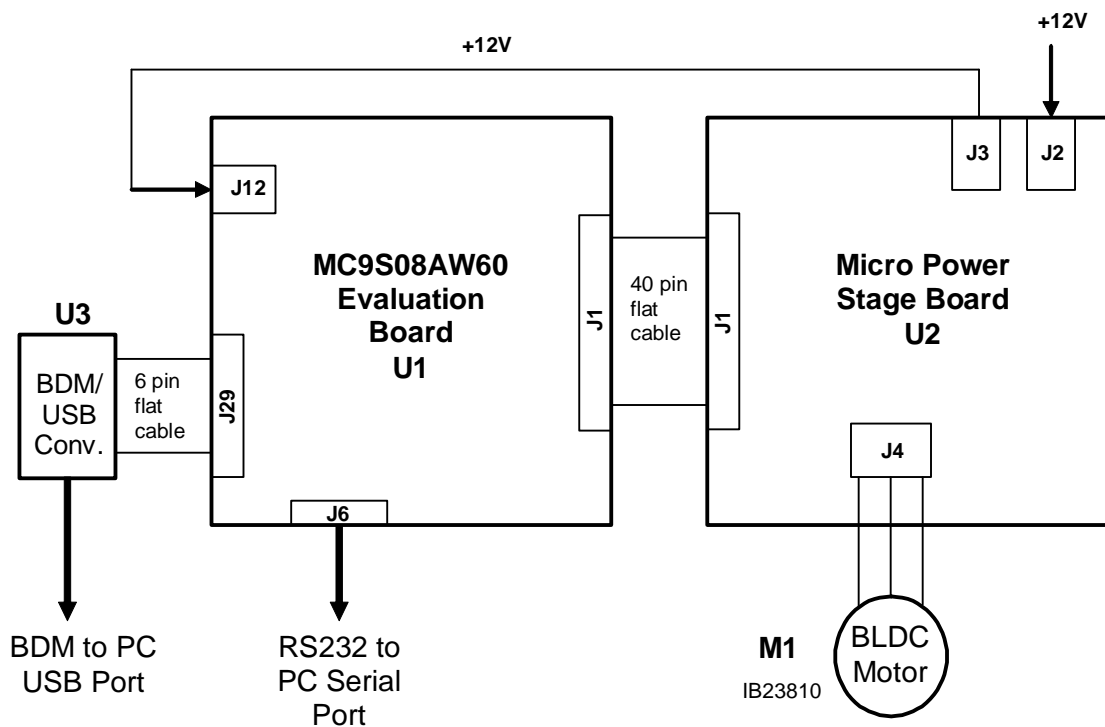 +12V
+12V
J3
J2
J12
MC9S08AW60
Evaluation
Board
U1
J1
40 pin
flat
cable
J1
Micro Power
Stage Board
U2
U3
BDM/
USB
Conv.
6 pin
flat
cable
J29
J4
J6
BDM to PC
USB Port
RS232 to
PC Serial
Port
M1
IB23810
BLDC
Motor